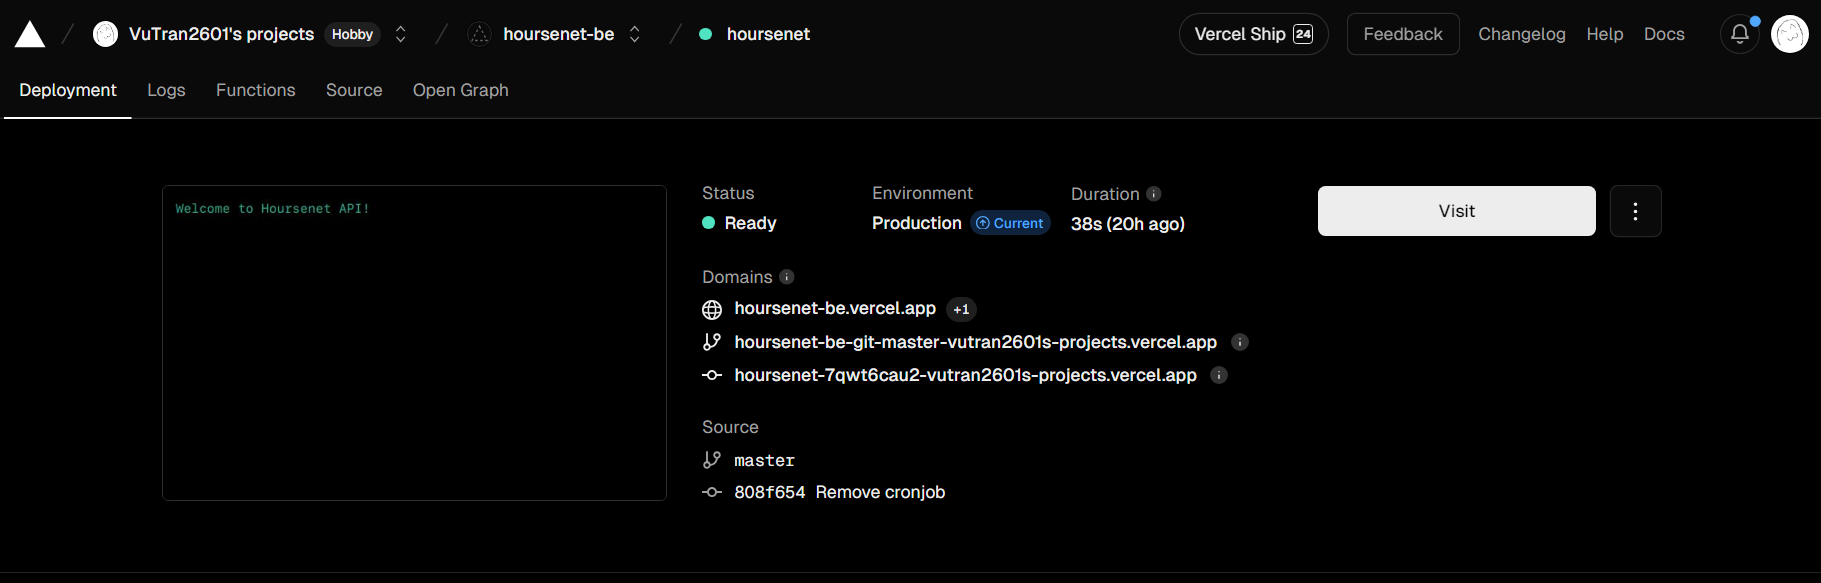 VuTran2601's projects Hobby hoursenet-be hoursenet Vercel Ship 24 Feedback Changelog Help Docs
Deployment Logs Functions Source Open Graph
Welcome to Hoursenet API!
Status Environment Duration
Ready Production Current 38s (20h ago)
Visit
Domains
hoursenet-be.vercel.app +1
hoursenet-be-git-master-vutran2601s-projects.vercel.app
hoursenet-7qwt6cau2-vutran2601s-projects.vercel.app
Source
master
808f654 Remove cronjob